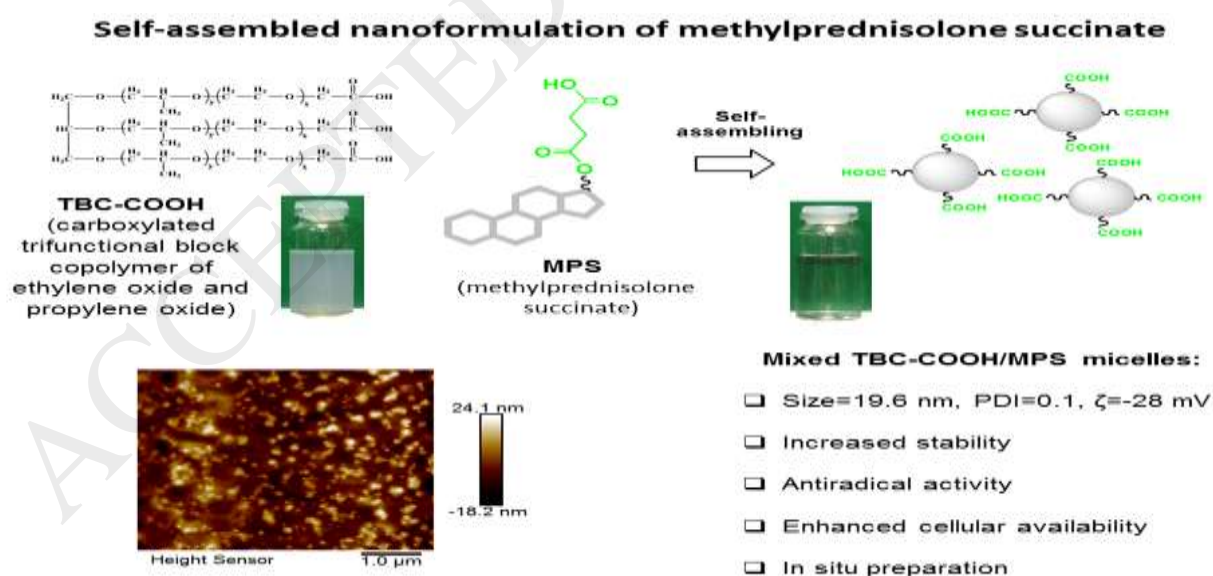 Self-assembled nanoformulation of methylprednisolone succinate
TBC-COOH
(carboxylated
trifunctional block
copolymer of
ethylene oxide and
propylene oxide)
HO
O
O
O
MPS
(methylprednisolone
succinate)
Self-
assembling
COOH
HOOC
COOH
COOH
COOH
HOOC
COOH
COOH
COOH
HOOC
COOH
COOH
24.1 nm
-18.2 nm
Height Sensor
1.0 µm
Mixed TBC-COOH/MPS micelles:
Size=19.6 nm, PDI=0.1, ζ=-28 mV
Increased stability
Antiradical activity
Enhanced cellular availability
In situ preparation
ACCEPTED